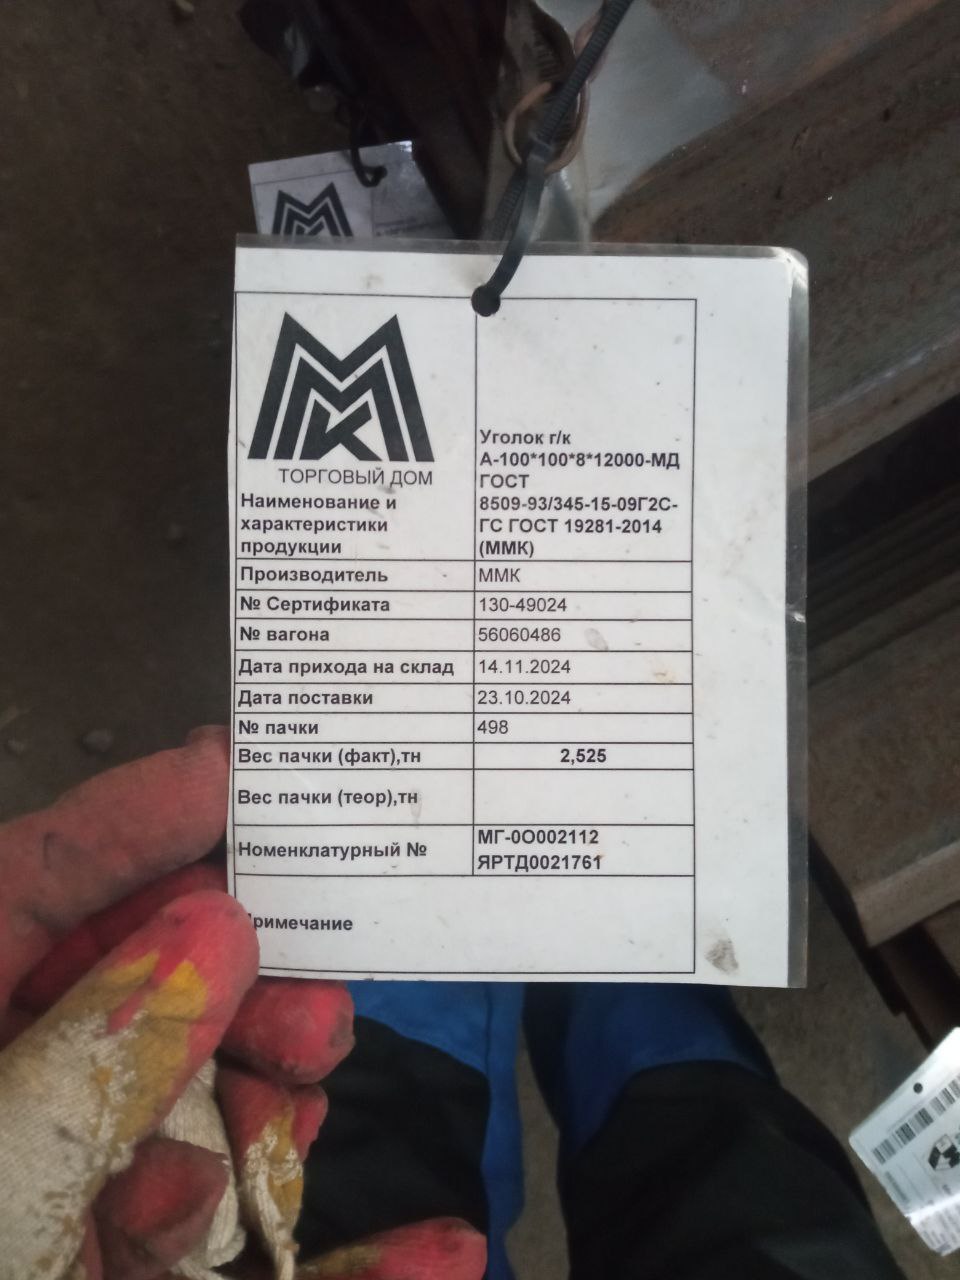 ММК
ТОРГОВЫЙ ДОМ
Наименование и
характеристики
продукции
Уголок г/к
А-100*100*8*12000-МД
ГОСТ
8509-93/345-15-09Г2С-
ГС ГОСТ 19281-2014
(ММК)
Производитель ММК
№ Сертификата 130-49024
№ вагона 56060486
Дата прихода на склад 14.11.2024
Дата поставки 23.10.2024
№ пачки 498
Вес пачки (факт),тн 2,525
Вес пачки (теор),тн
Номенклатурный № МГ-0О002112
ЯРТД0021761
римечание